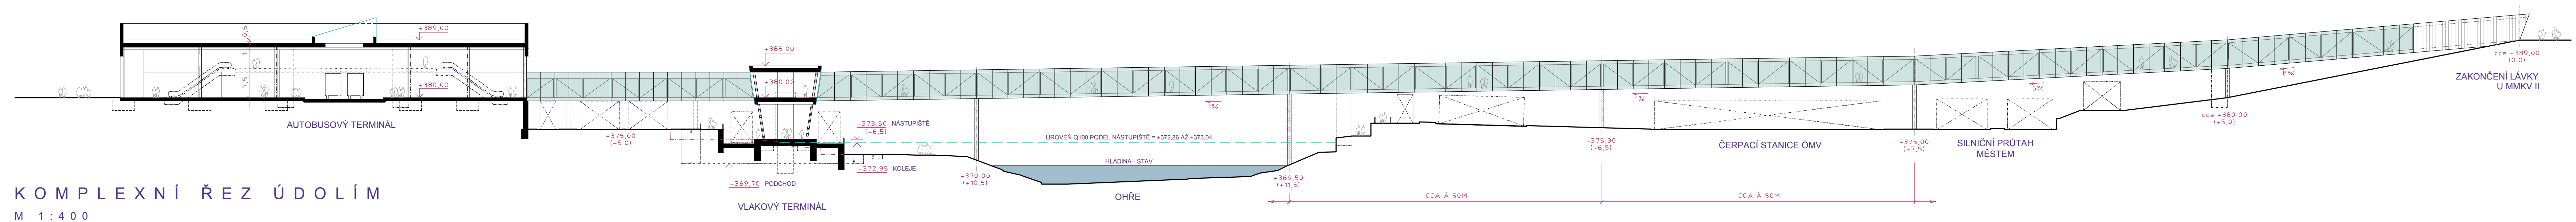 +389,00
10,5
7,5
+380,00
AUTOBUSOVÝ TERMINÁL
+375,00
(+5,0)
+385,00
+380,00
+373,50 NÁSTUPIŠTĚ
(+6,5)
+372,95 KOLEJE
+369,70 PODCHOD
VLAKOVÝ TERMINÁL
ÚROVEŇ Q100 PODÉL NÁSTUPIŠTĚ = +372,86 AŽ +373,04
HLADINA - STAV
+370,00
(+10,5)
OHŘE
1%
+369,50
(+11,5)
CCA Á 50M
1%
+375,30
(+6,5)
CCA Á 50M
ČERPACÍ STANICE ÖMV
+375,00
(+7,5)
SILNIČNÍ PRŮTAH
MĚSTEM
6%
8%
cca +380,00
(+5,0)
cca +389,00
(0,0)
ZAKONČENÍ LÁVKY
U MMKV II
KOMPLEXNÍ ŘEZ ÚDOLÍM
M 1:400